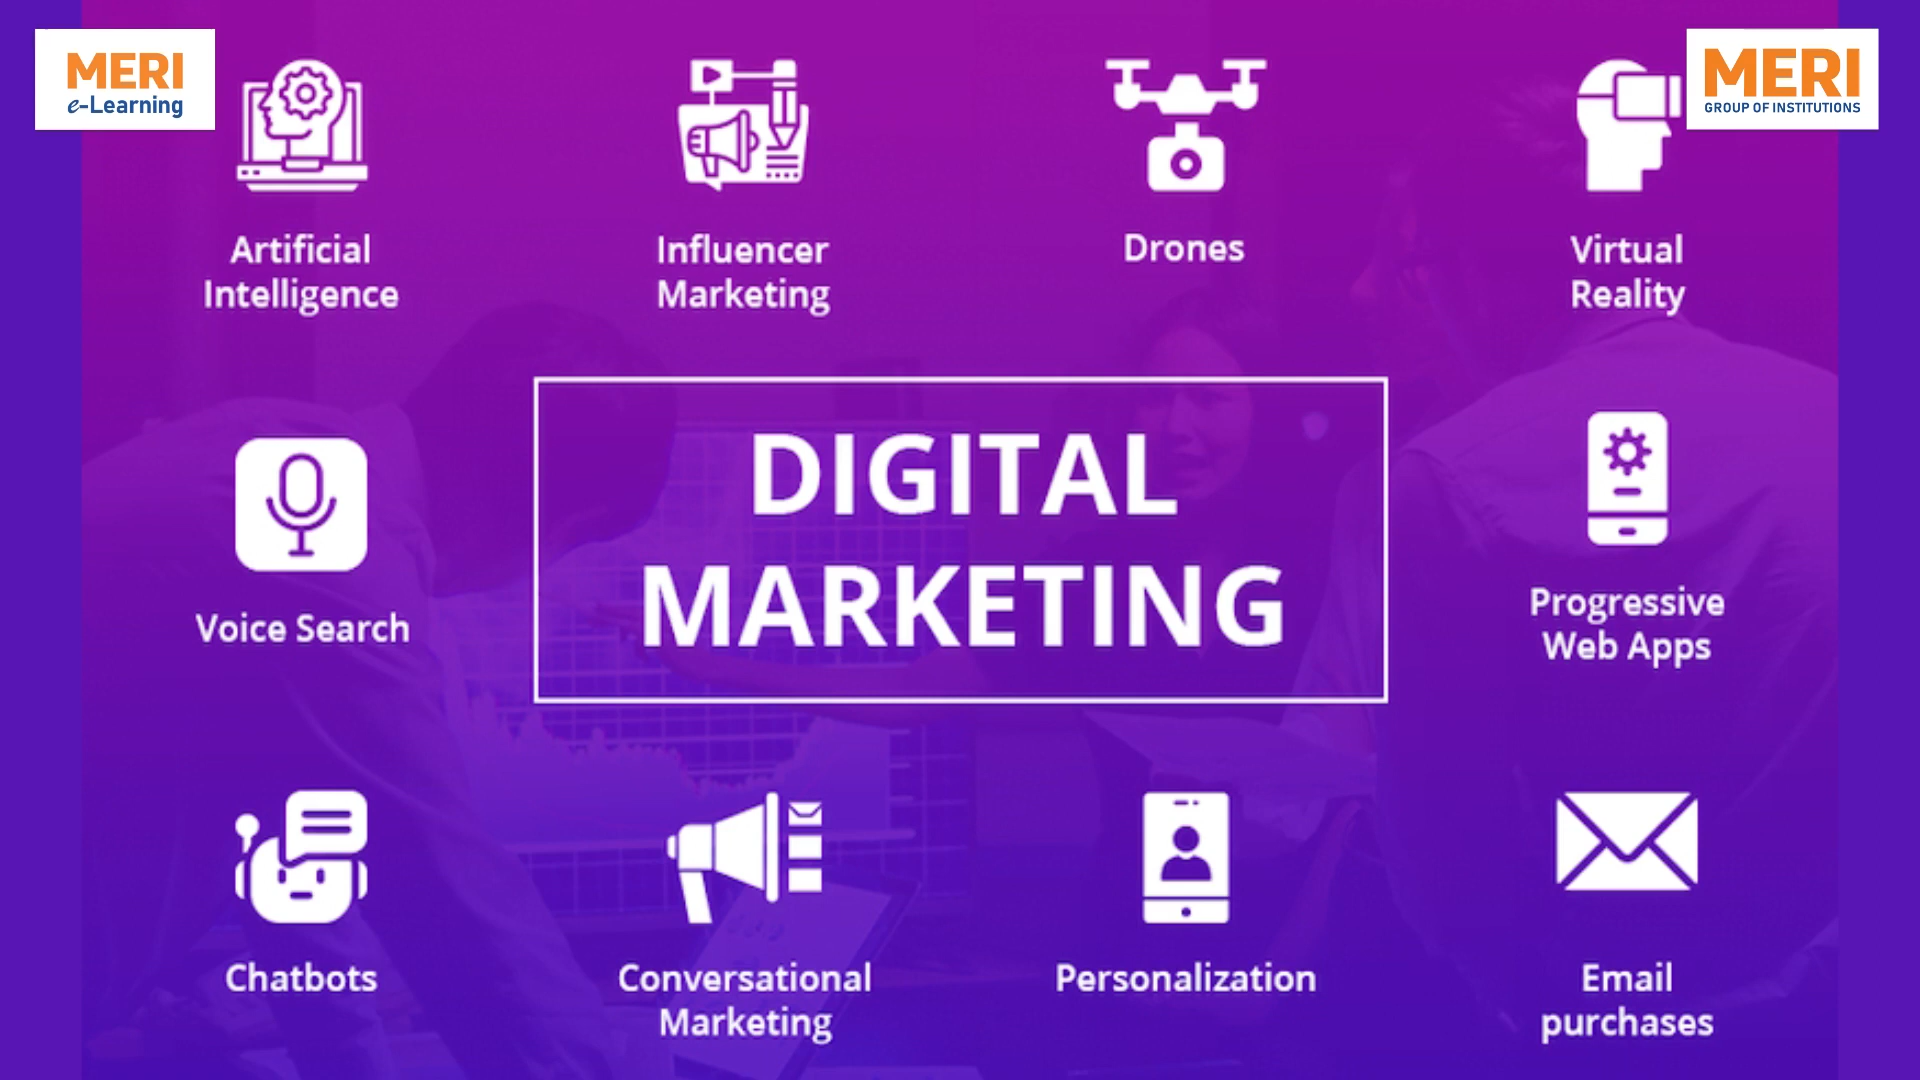 MERI
e-Learning
MERI
GROUP OF INSTITUTIONS
Artificial
Intelligence
Influencer
Marketing
Drones
Virtual
Reality
Voice Search
DIGITAL
MARKETING
Progressive
Web Apps
Chatbots
Conversational
Marketing
Personalization
Email
purchases